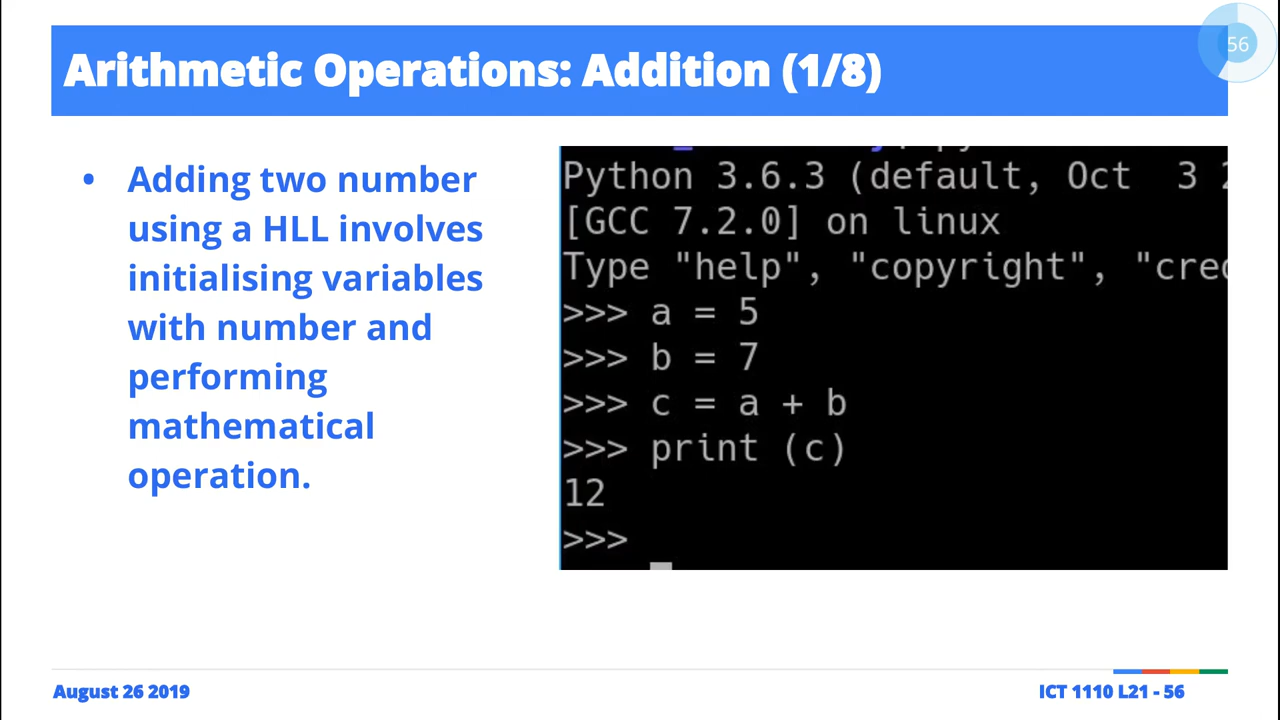 Arithmetic Operations: Addition (1/8)
56
• Adding two number
using a HLL involves
initialising variables
with number and
performing
mathematical
operation.
Python 3.6.3 (default, Oct  3 2
[GCC 7.2.0] on linux
Type "help", "copyright", "cred
>>> a = 5
>>> b = 7
>>> c = a + b
>>> print (c)
12
>>>
August 26 2019
ICT 1110 L21 - 56